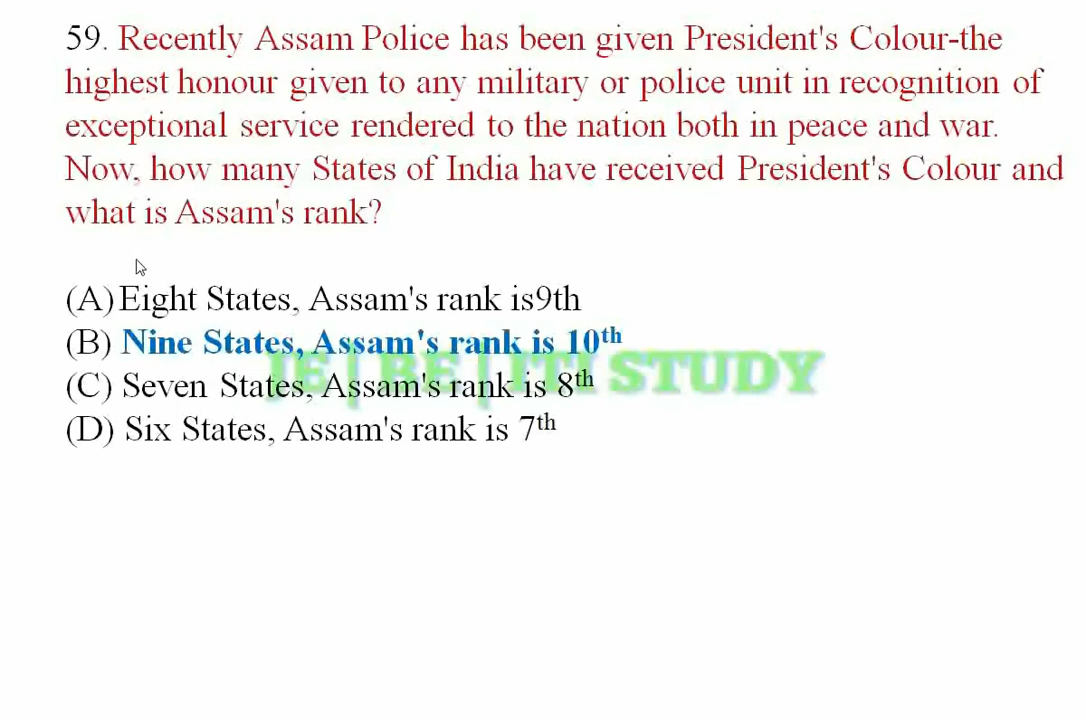 59. Recently Assam Police has been given President's Colour-the
highest honour given to any military or police unit in recognition of
exceptional service rendered to the nation both in peace and war.
Now, how many States of India have received President's Colour and
what is Assam's rank?
(A) Eight States, Assam's rank is9th
(B) Nine States, Assam's rank is 10th
(C) Seven States, Assam's rank is 8th
(D) Six States, Assam's rank is 7th
JE | BE | ITI STUDY